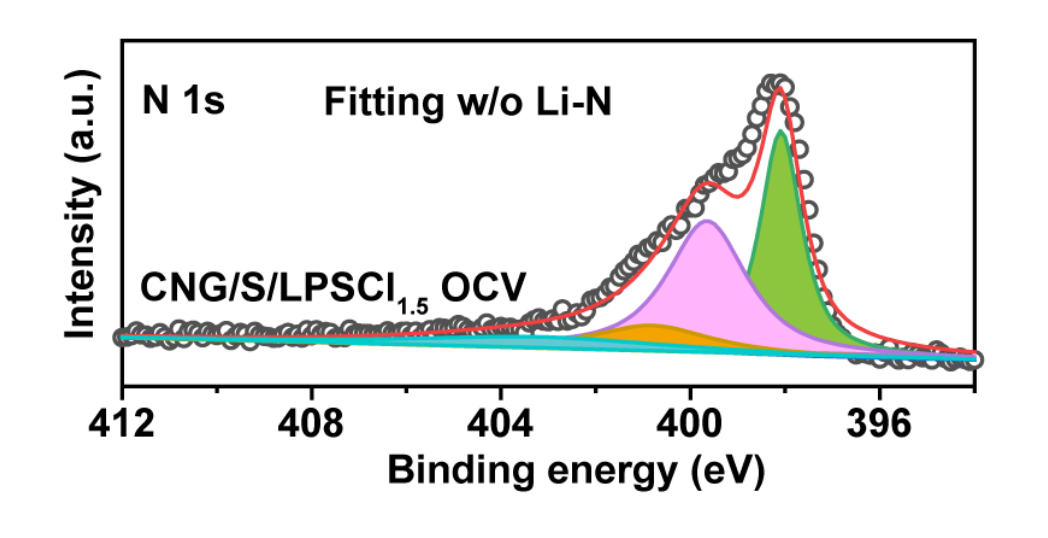 N 1s
Fitting w/o Li-N
CNG/S/LPSCl1.5 OCV
Intensity (a.u.)
412 408 404 400 396
Binding energy (eV)